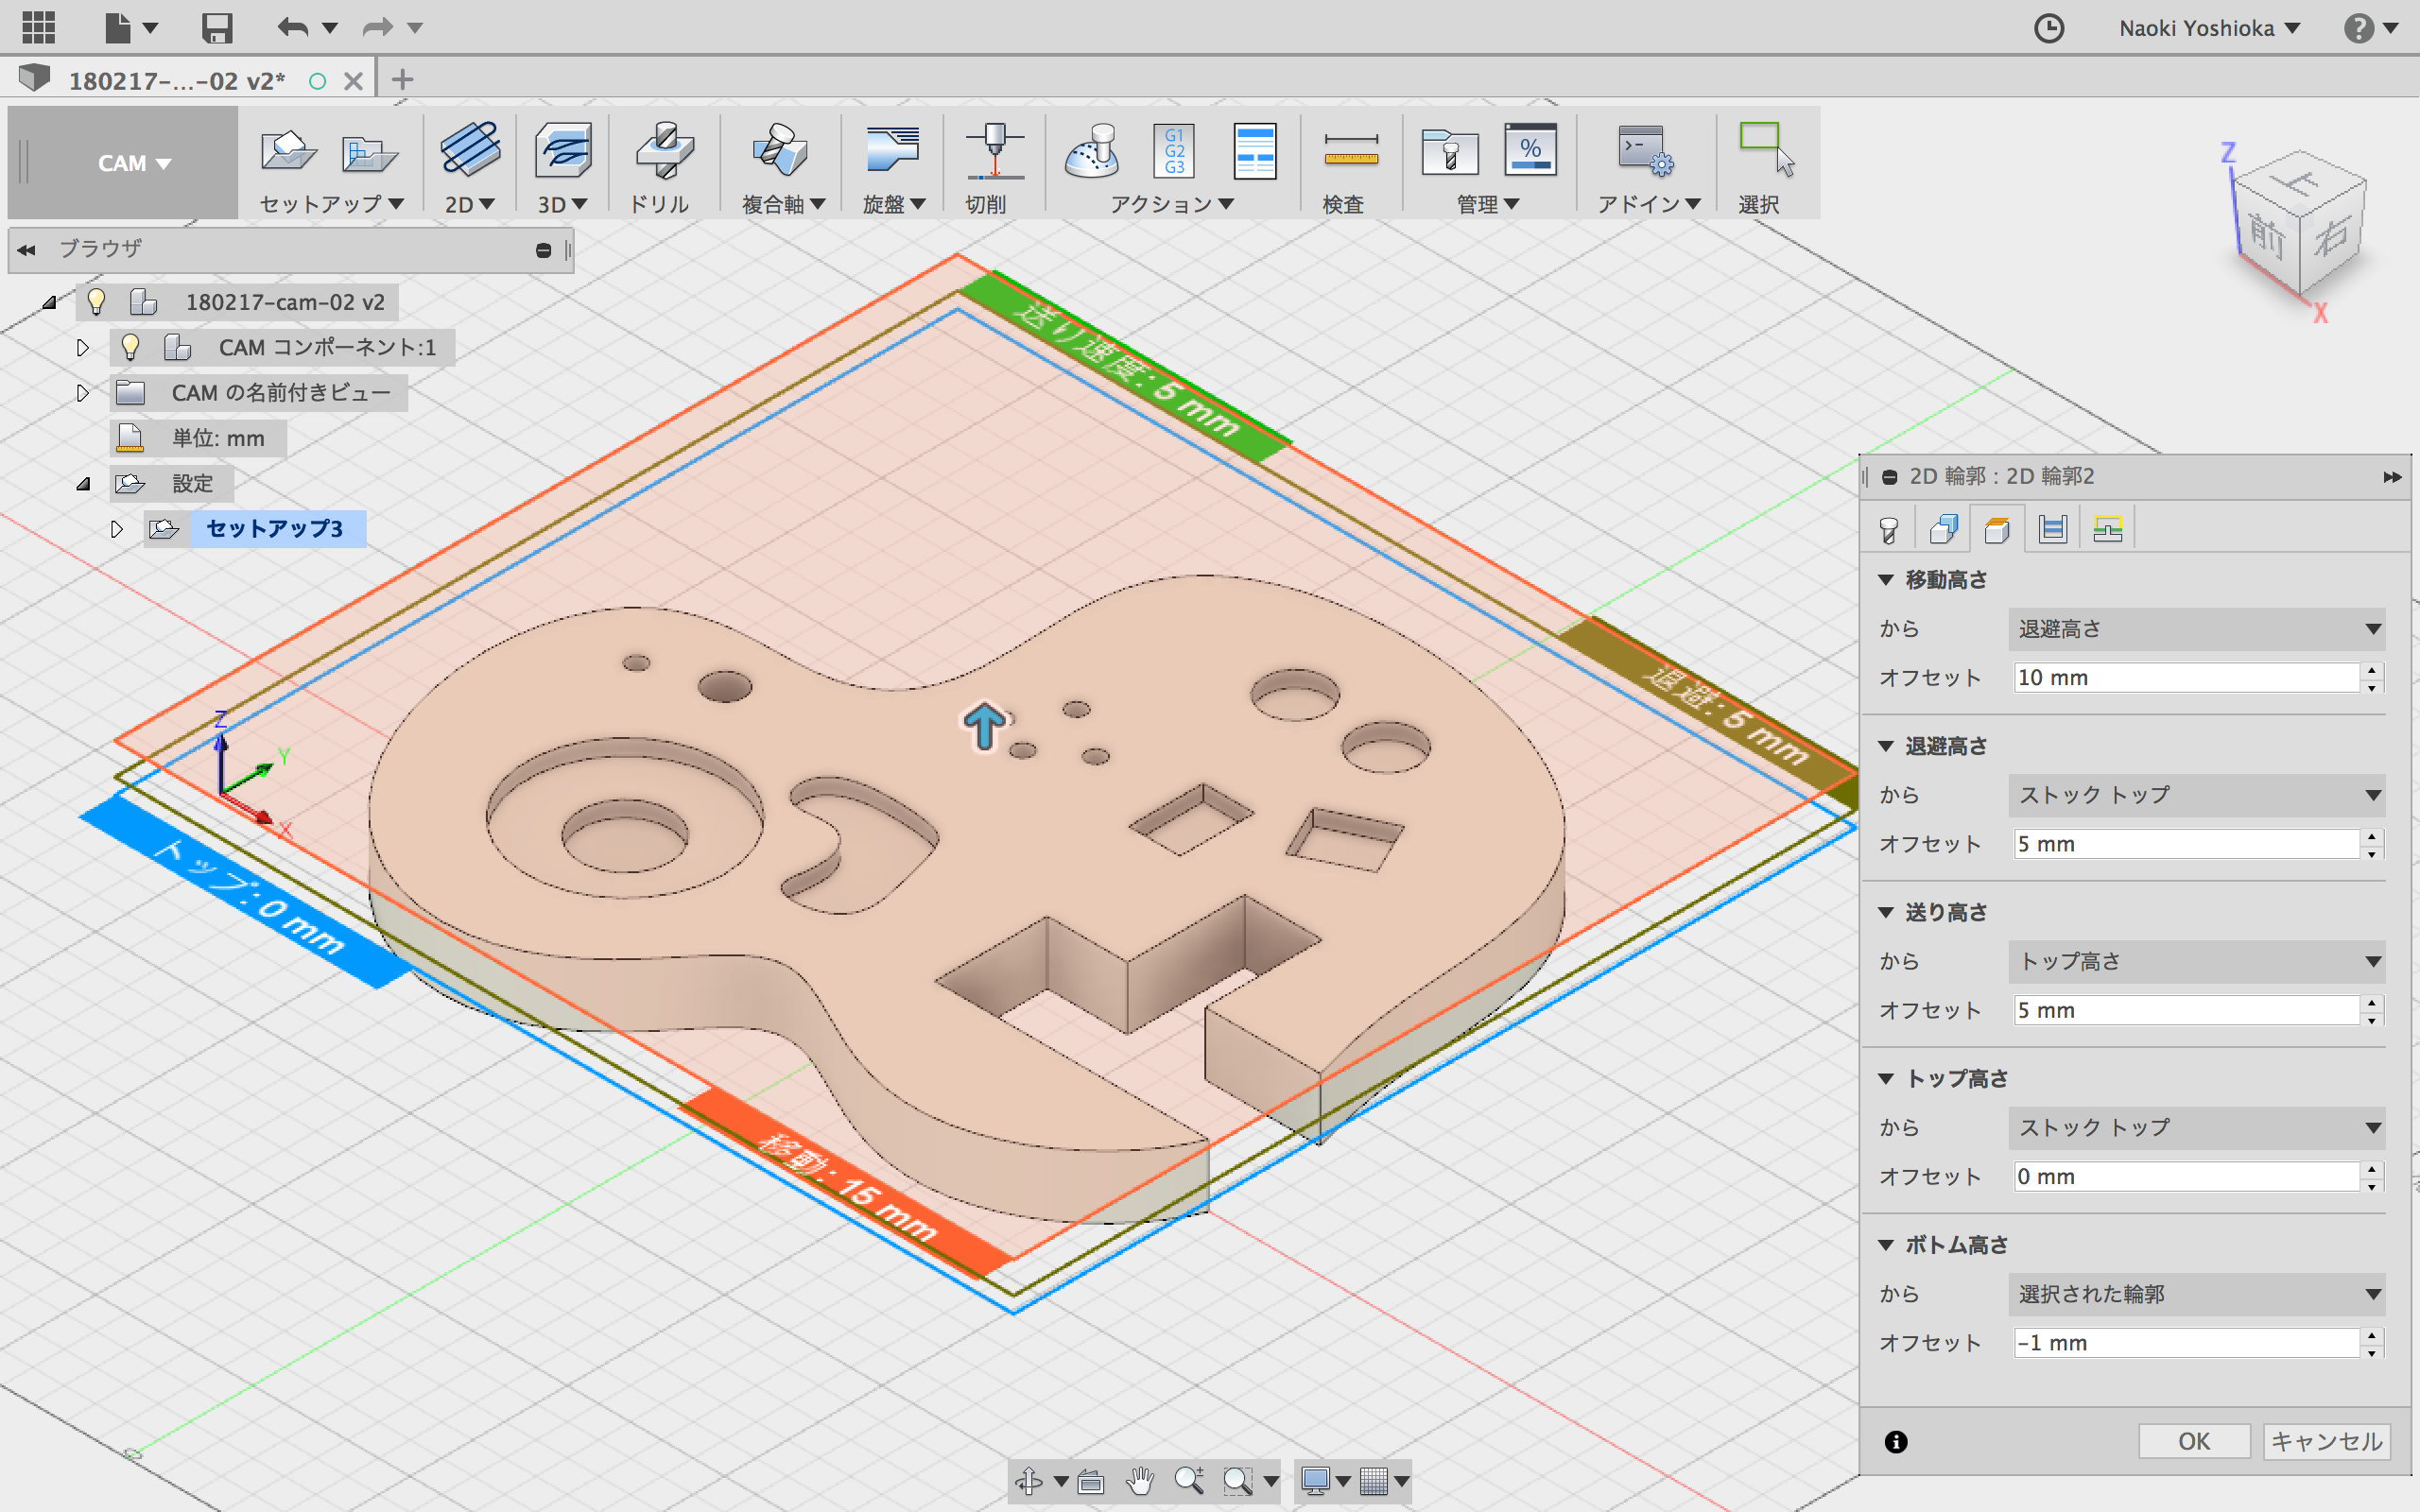 Naoki Yoshioka
180217-...-02 v2*
CAM
セットアップ
2D
3D
ドリル
複合軸
旋盤
切削
G1
G2
G3
アクション
検査
%
管理
アドイン
選択
ブラウザ
180217-cam-02 v2
CAM コンポーネント:1
CAM の名前付きビュー
単位: mm
設定
セットアップ3
Z
上
前
右
X
送り速度: 5 mm
退避: 5 mm
Z
Y
X
トップ: 0 mm
移動: 15 mm
2D 輪郭 : 2D 輪郭2
移動高さ
から 退避高さ
オフセット 10 mm
退避高さ
から ストック トップ
オフセット 5 mm
送り高さ
から トップ高さ
オフセット 5 mm
トップ高さ
から ストック トップ
オフセット 0 mm
ボトム高さ
から 選択された輪郭
オフセット -1 mm
OK キャンセル